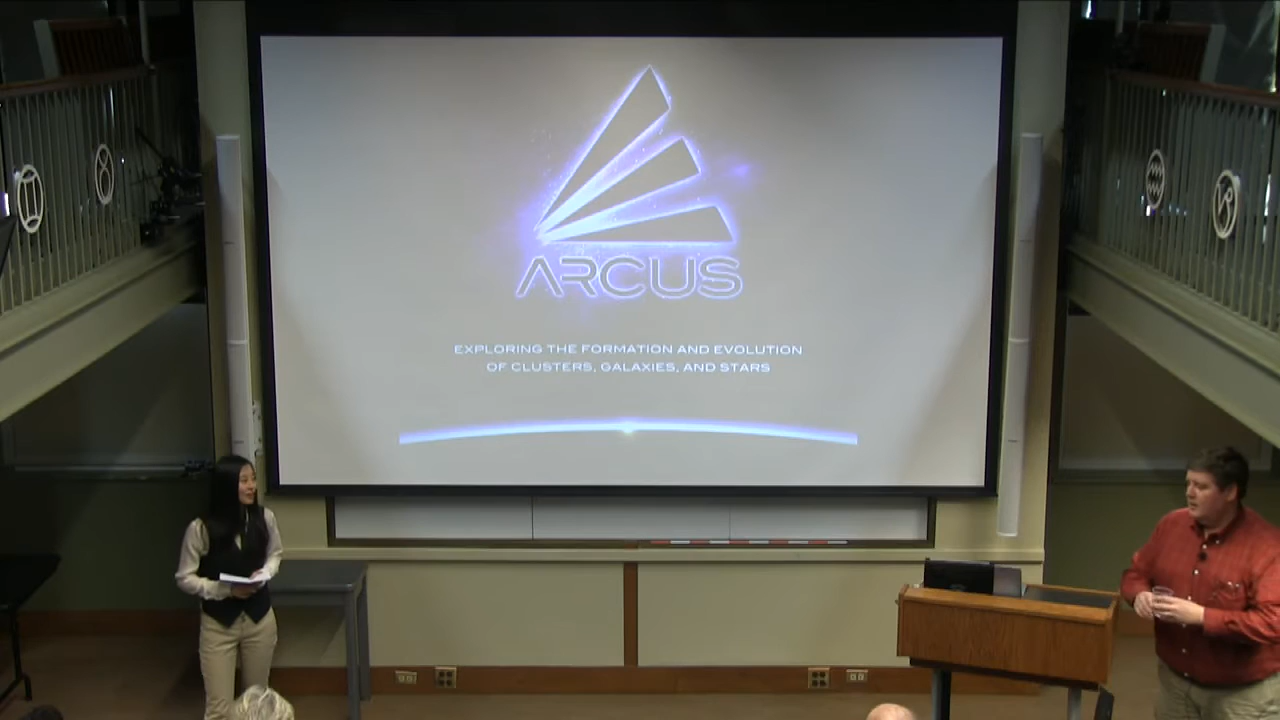 ARCUS
EXPLORING THE FORMATION AND EVOLUTION
OF CLUSTERS, GALAXIES, AND STARS